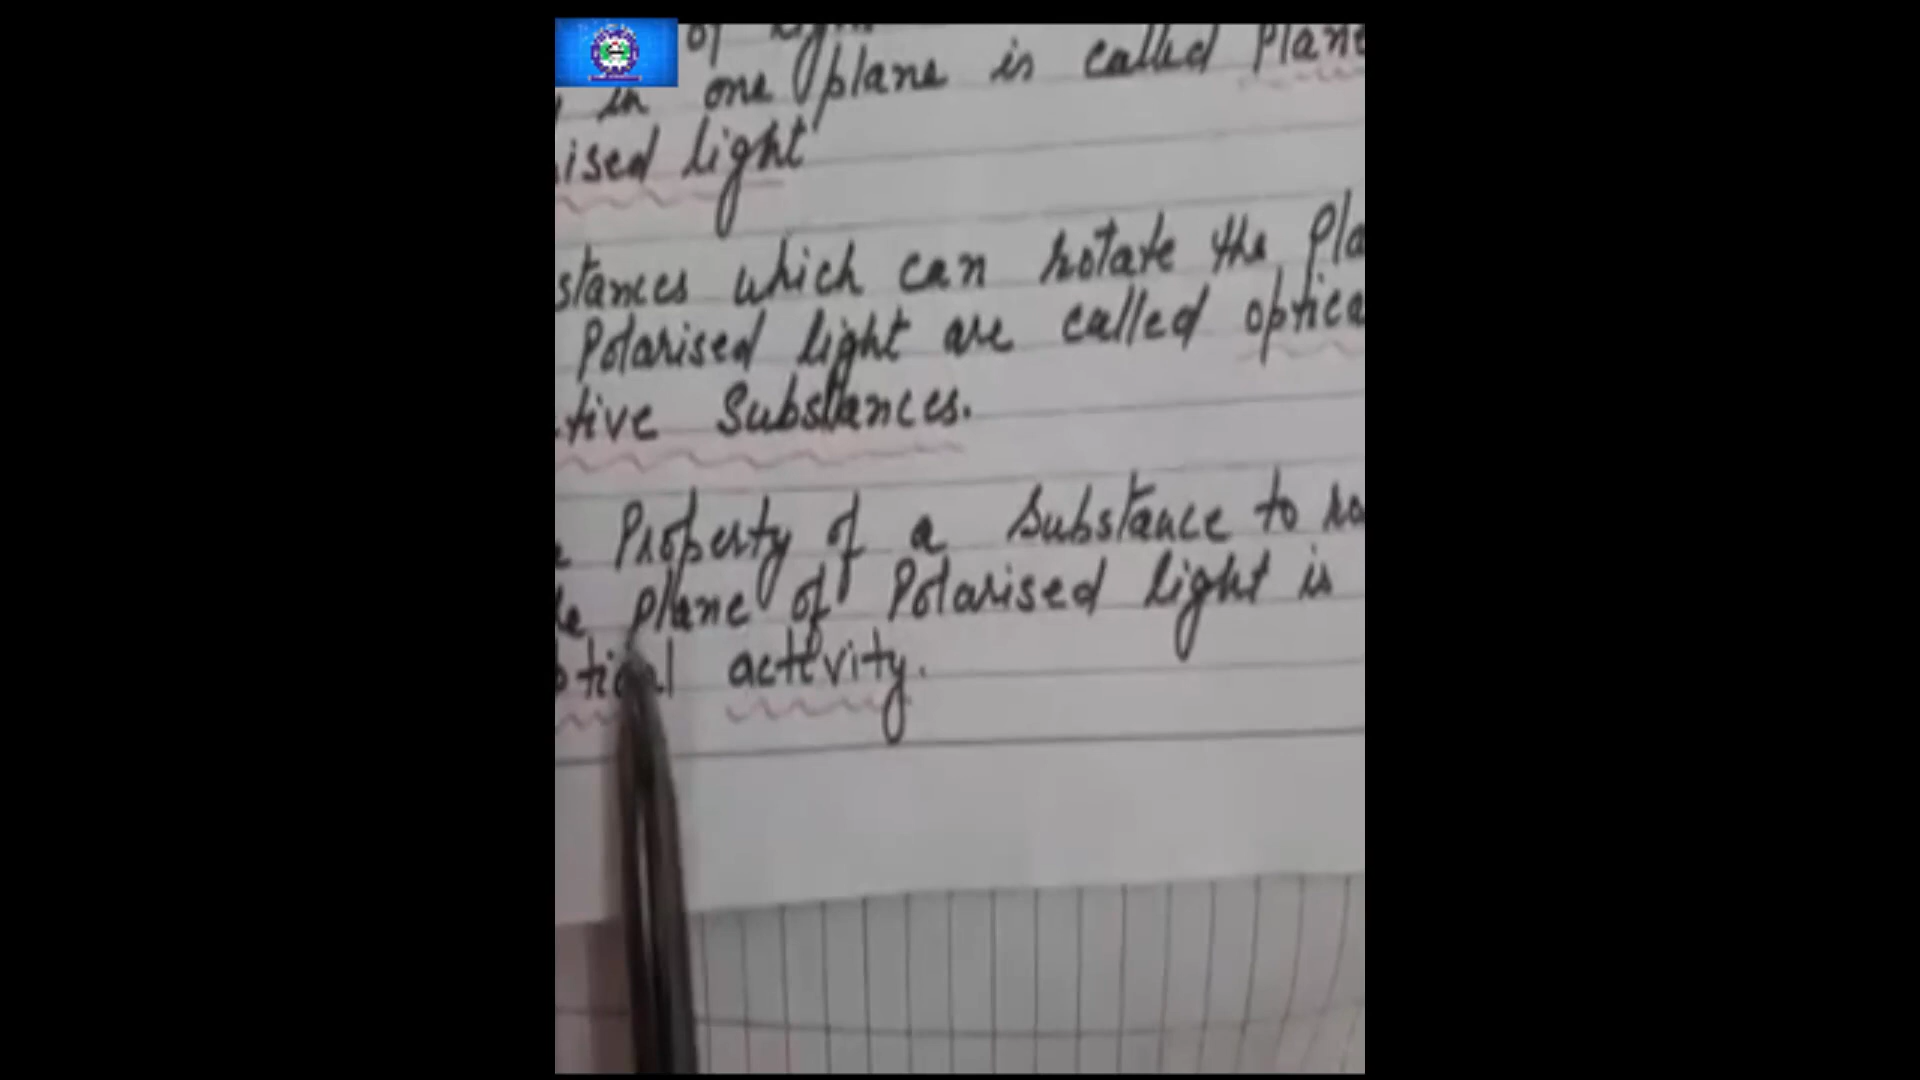 of light
in one plane is called Plane
ised light
stances which can rotate the Pla
Polarised light are called optica
tive Substances.
Property of a Substance to ro
plane of Polarised light is
otical activity.